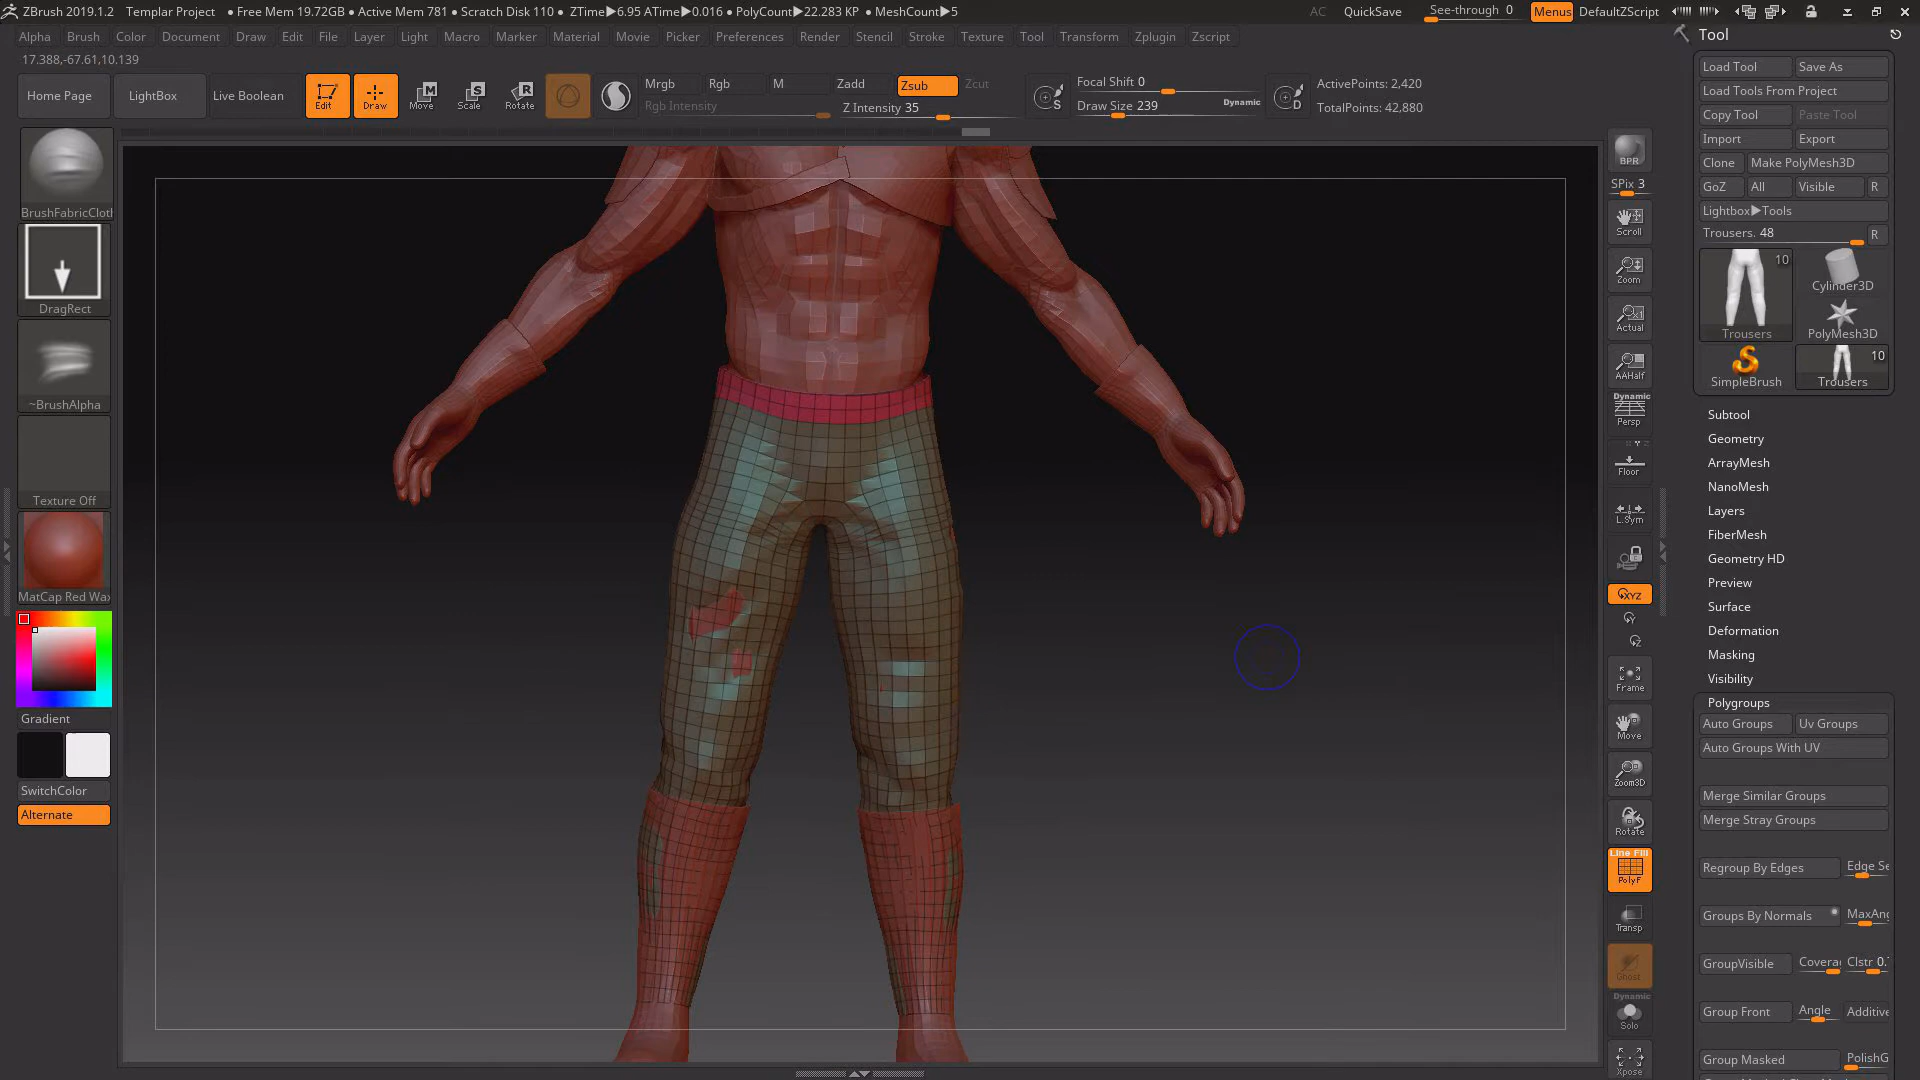 ZBrush 2019.1.2 Templar Project • Free Mem 19.72GB • Active Mem 781 • Scratch Disk 110 • ZTime▶6.95 ATime▶0.016 • PolyCount▶22.283 KP • MeshCount▶5 AC QuickSave See-through 0 Menus DefaultZScript
Alpha Brush Color Document Draw Edit File Layer Light Macro Marker Material Movie Picker Preferences Render Stencil Stroke Texture Tool Transform Zplugin Zscript
17.388,-67.61,10.139
Home Page LightBox Live Boolean Edit Draw Move Scale Rotate
M S R
Mrgb Rgb M Zadd Zsub Zcut
Rgb Intensity Z Intensity 35
S Focal Shift 0
Draw Size 239 Dynamic
D ActivePoints: 2,420
TotalPoints: 42,880
BrushFabricCloth
DragRect
~BrushAlpha
Texture Off
MatCap Red Wax
Gradient
SwitchColor
Alternate
BPR
SPix 3
Scroll
Zoom
Actual
AAHalf
Dynamic
Persp
Floor
L.Sym
XYZ
Frame
Move
Zoom3D
Rotate
Line Fill
PolyF
Transp
Ghost
Dynamic
Solo
Xpose
Tool
Load Tool Save As
Load Tools From Project
Copy Tool Paste Tool
Import Export
Clone Make PolyMesh3D
GoZ All Visible R
Lightbox▶Tools
Trousers. 48 R
10
Cylinder3D
Trousers PolyMesh3D
10
SimpleBrush Trousers
Subtool
Geometry
ArrayMesh
NanoMesh
Layers
FiberMesh
Geometry HD
Preview
Surface
Deformation
Masking
Visibility
Polygroups
Auto Groups Uv Groups
Auto Groups With UV
Merge Similar Groups
Merge Stray Groups
Regroup By Edges Edge Se
Groups By Normals MaxAng
GroupVisible Covera Clstr 0.
Group Front Angle Additive
Group Masked PolishG